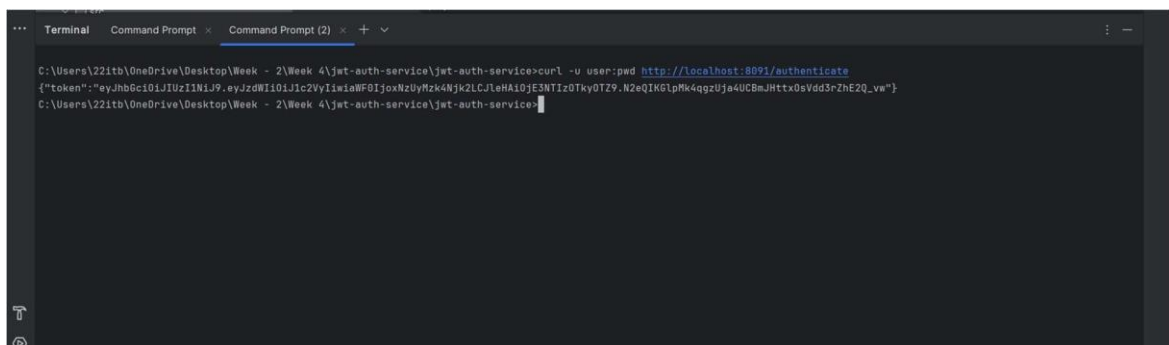 Terminal Command Prompt × Command Prompt (2) × +
C:\Users\22itb\OneDrive\Desktop\Week - 2\Week 4\jwt-auth-service\jwt-auth-service>curl -u user:pwd http://localhost:8091/authenticate
{"token":"eyJhbGciOiJIUzI1NiJ9.eyJzdWIiOiJ1c2VyIiwiaWF0IjoxNzUyMzk4Njk2LCJleHAiOjE3NTIzOTkyOTZ9.N2eQIKGlpMk4qgzUja4UCBmJHttxOsVdd3rZhE2Q_vw"}
C:\Users\22itb\OneDrive\Desktop\Week - 2\Week 4\jwt-auth-service\jwt-auth-service>